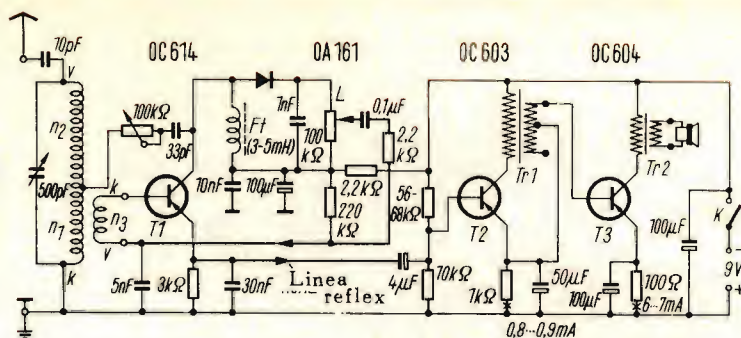 OC614 OA161 OC603 OC604
10pF
v
n2
500pF
n1
k
100kΩ
33pF
k
n3
v
T1
5nF
3kΩ
30nF
Ft
(3-5mH)
10nF
100µF
1nF
L
100
kΩ
0,1µF
2,2
kΩ
2,2kΩ
220
kΩ
Linea
reflex
4µF
56-
68kΩ
10kΩ
T2
1kΩ
50µF
0,8...0,9mA
Tr1
T3
100µF
100Ω
6-7mA
Tr2
100µF
K
-
9V
+